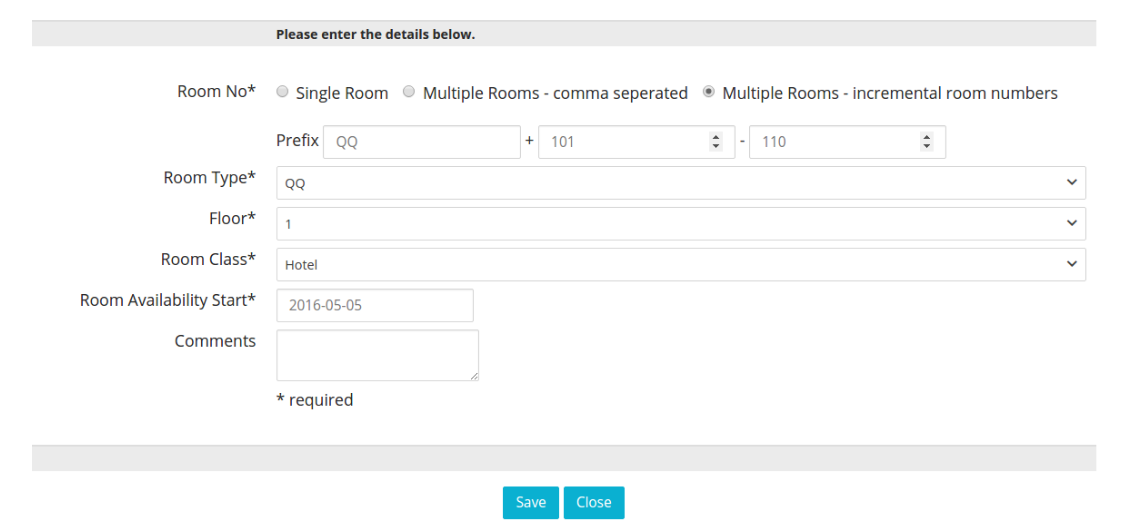 Please enter the details below.
Room No* Single Room Multiple Rooms - comma seperated Multiple Rooms - incremental room numbers
Prefix QQ + 101 - 110
Room Type* QQ
Floor* 1
Room Class* Hotel
Room Availability Start* 2016-05-05
Comments
* required
Save Close